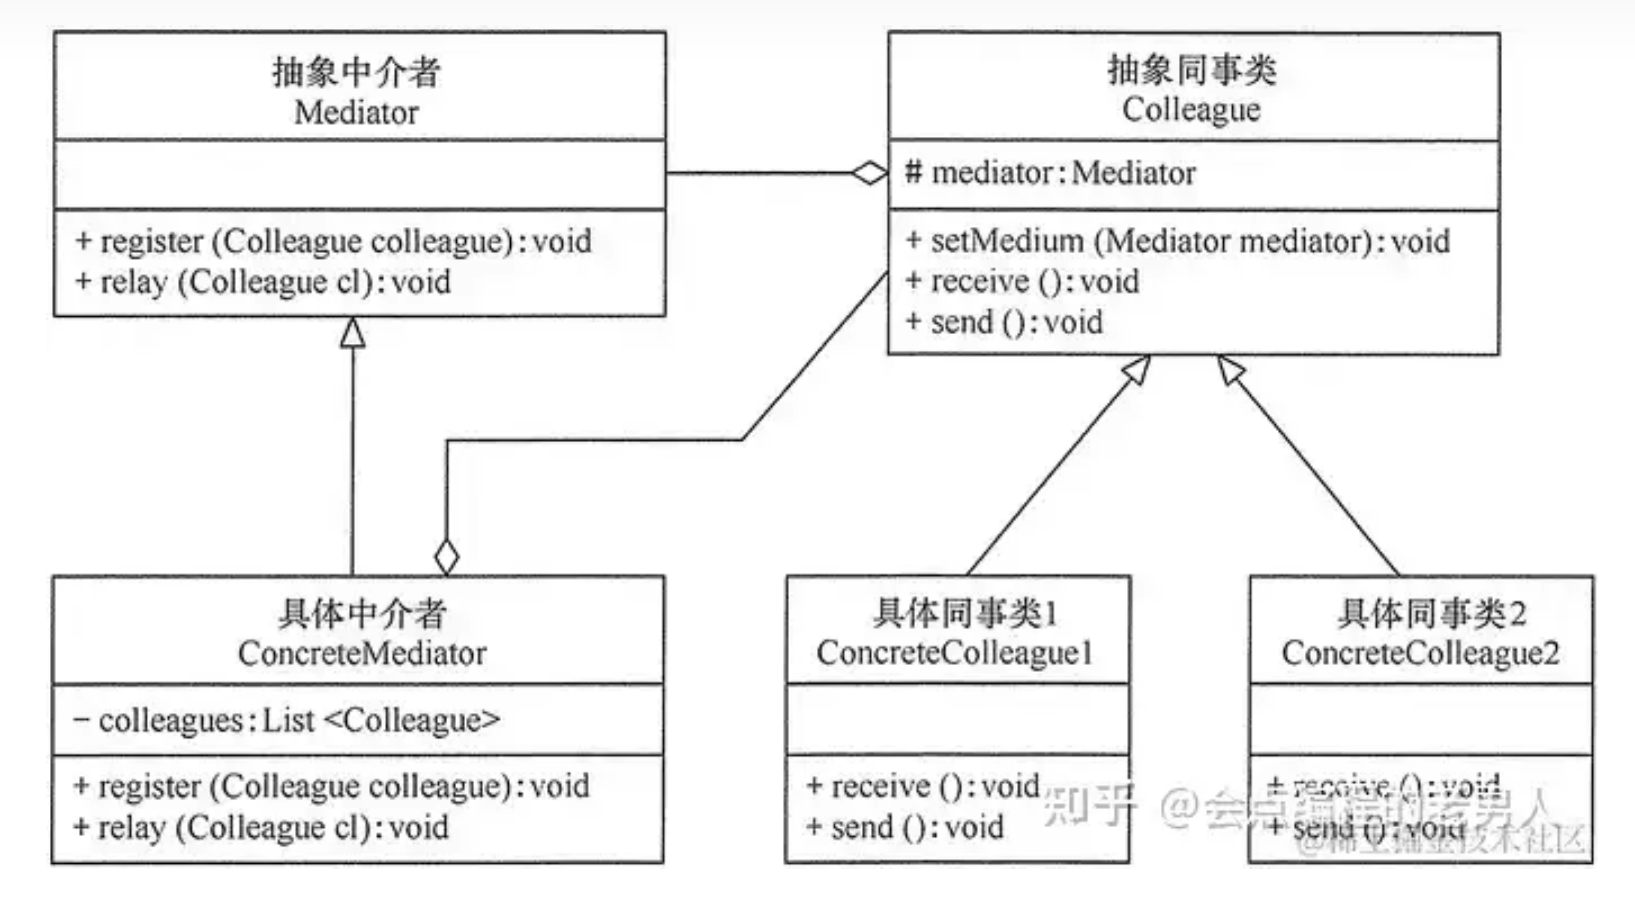 抽象中介者
Mediator
+ register (Colleague colleague): void
+ relay (Colleague cl): void
抽象同事类
Colleague
# mediator: Mediator
+ setMedium (Mediator mediator): void
+ receive (): void
+ send (): void
具体中介者
ConcreteMediator
− colleagues: List <Colleague>
+ register (Colleague colleague): void
+ relay (Colleague cl): void
具体同事类1
ConcreteColleague1
+ receive (): void
+ send (): void
具体同事类2
ConcreteColleague2
+ receive (): void
+ send (): void
知乎 @会点编程的老男人
@稀土掘金技术社区